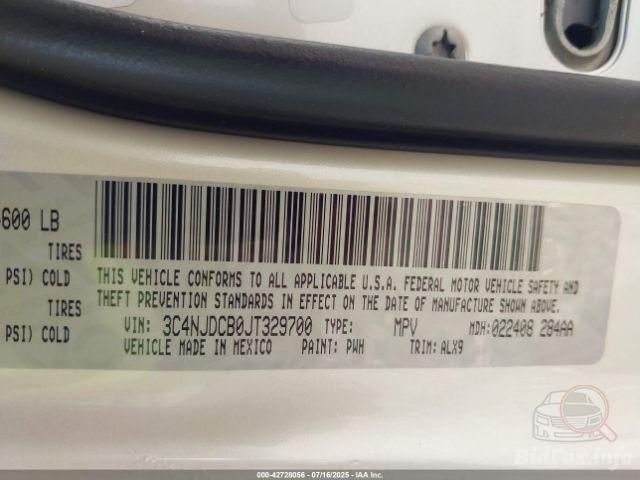 600 LB
TIRES
PSI) COLD
TIRES
PSI) COLD
THIS VEHICLE CONFORMS TO ALL APPLICABLE U.S.A. FEDERAL MOTOR VEHICLE SAFETY AND
THEFT PREVENTION STANDARDS IN EFFECT ON THE DATE OF MANUFACTURE SHOWN ABOVE.
VIN: 3C4NJDCB0JT329700 TYPE: MPV MDH:022408 284AA
VEHICLE MADE IN MEXICO PAINT: PWH TRIM: ALX9
BidFax.info
000-42728056 - 07/16/2025 - IAA Inc.